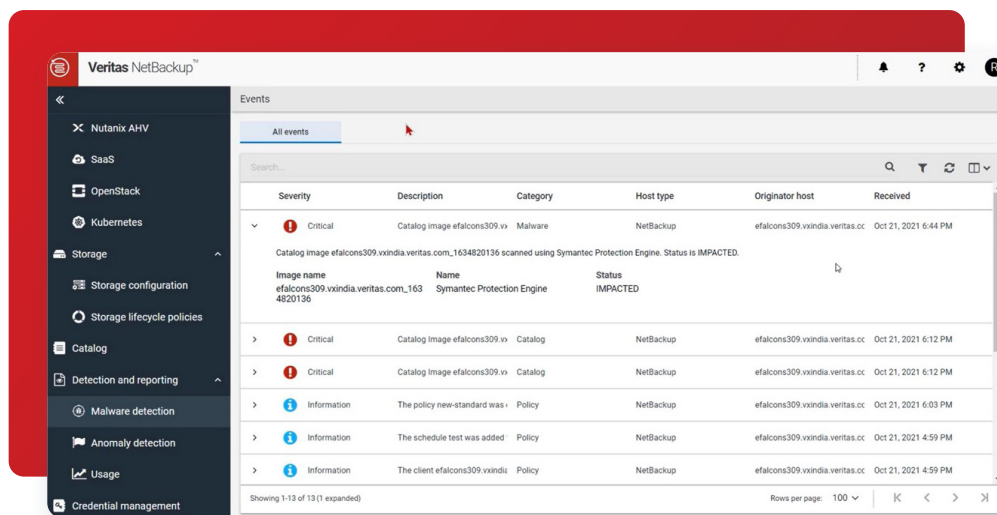 Veritas NetBackup™
R
Nutanix AHV
SaaS
OpenStack
Kubernetes
Storage
Storage configuration
Storage lifecycle policies
Catalog
Detection and reporting
Malware detection
Anomaly detection
Usage
Credential management
Events
All events
Search...
Severity Description Category Host type Originator host Received
Critical Catalog image efalcons309.vx Malware NetBackup efalcons309.vxindia.veritas.cc Oct 21, 2021 6:44 PM
Catalog image efalcons309.vxindia.veritas.com_1634820136 scanned using Symantec Protection Engine. Status is IMPACTED.
Image name Name Status
efalcons309.vxindia.veritas.com_163 Symantec Protection Engine IMPACTED
4820136
Critical Catalog Image efalcons309.vx Catalog NetBackup efalcons309.vxindia.veritas.cc Oct 21, 2021 6:12 PM
Critical Catalog Image efalcons309.vx Catalog NetBackup efalcons309.vxindia.veritas.cc Oct 21, 2021 6:12 PM
Information The policy new-standard was Policy NetBackup efalcons309.vxindia.veritas.cc Oct 21, 2021 6:03 PM
Information The schedule test was added Policy NetBackup efalcons309.vxindia.veritas.cc Oct 21, 2021 4:59 PM
Information The client efalcons309.vxindia Policy NetBackup efalcons309.vxindia.veritas.cc Oct 21, 2021 4:59 PM
Showing 1-13 of 13 (1 expanded) Rows per page: 100